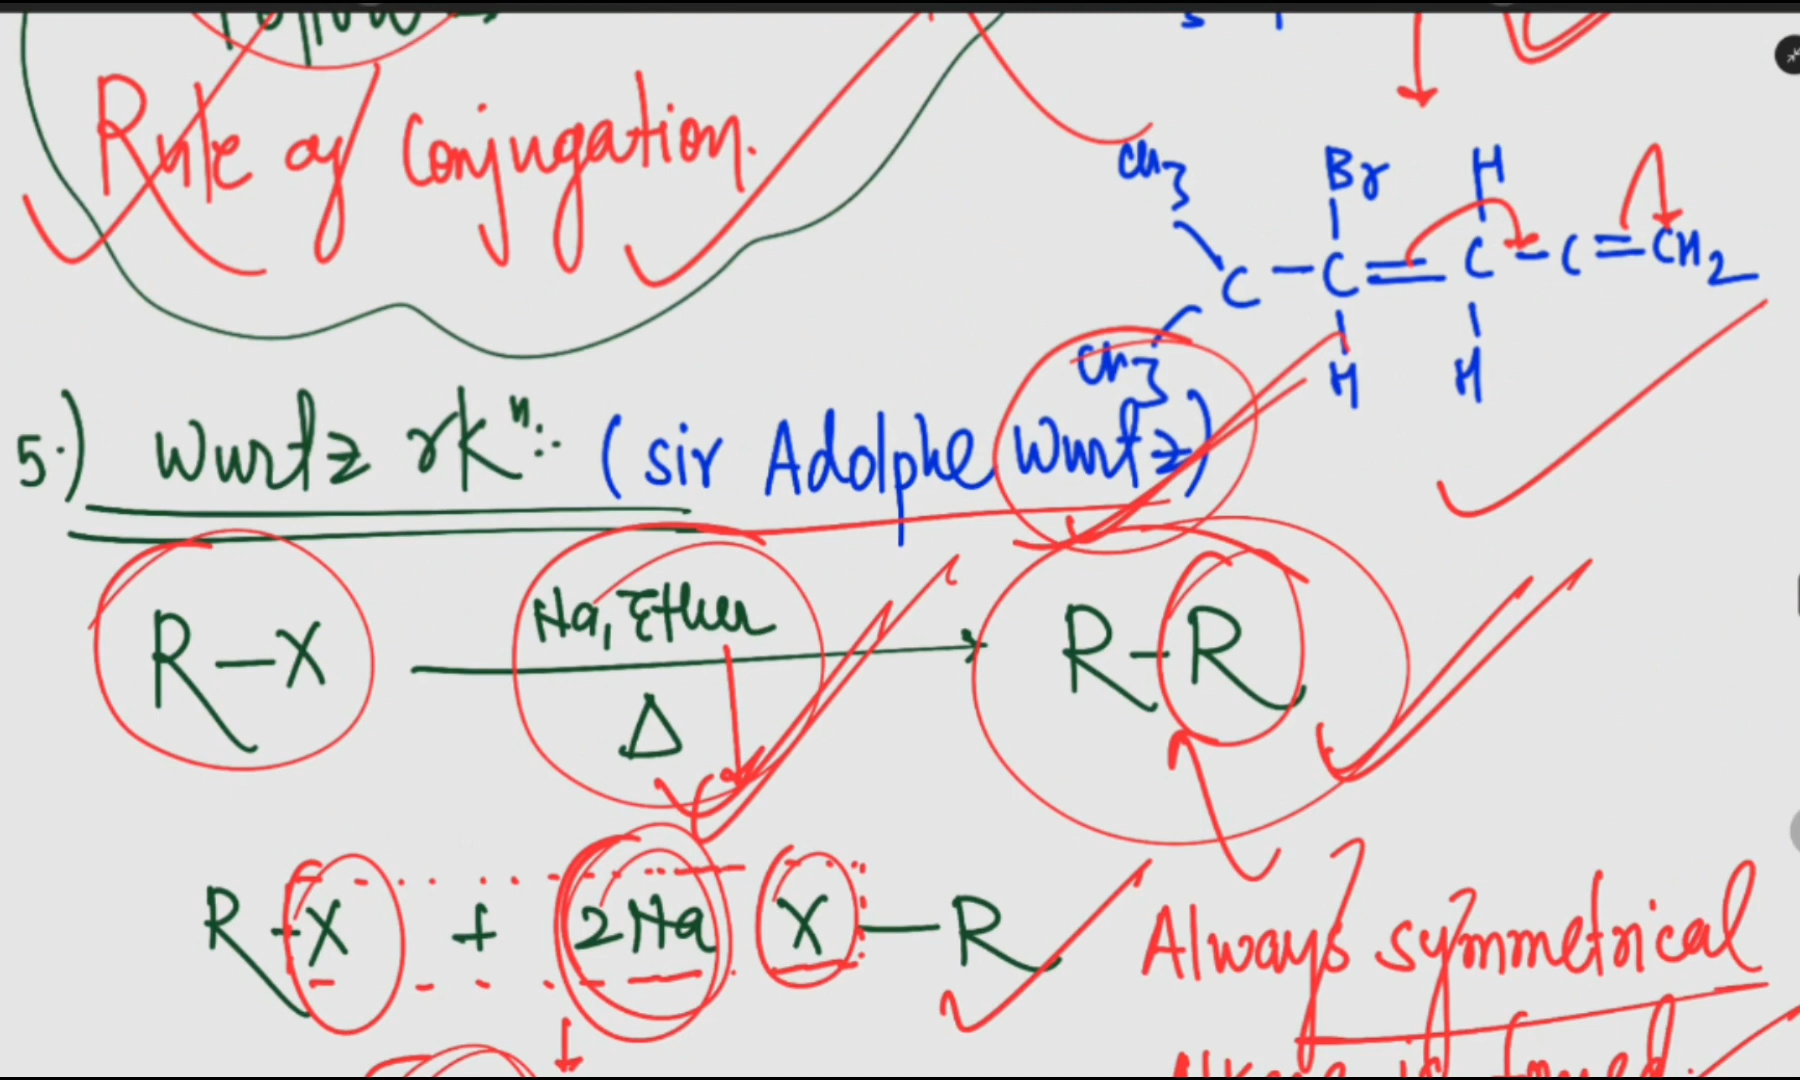 Rule of conjugation.
CH3 Br H
C - C = C - C = CH2
CH3 H H
5.) Wurtz rxn: (sir Adolphe Wurtz)
R-X Na, Ether Δ R-R
R-X + 2Na X-R
Always symmetrical